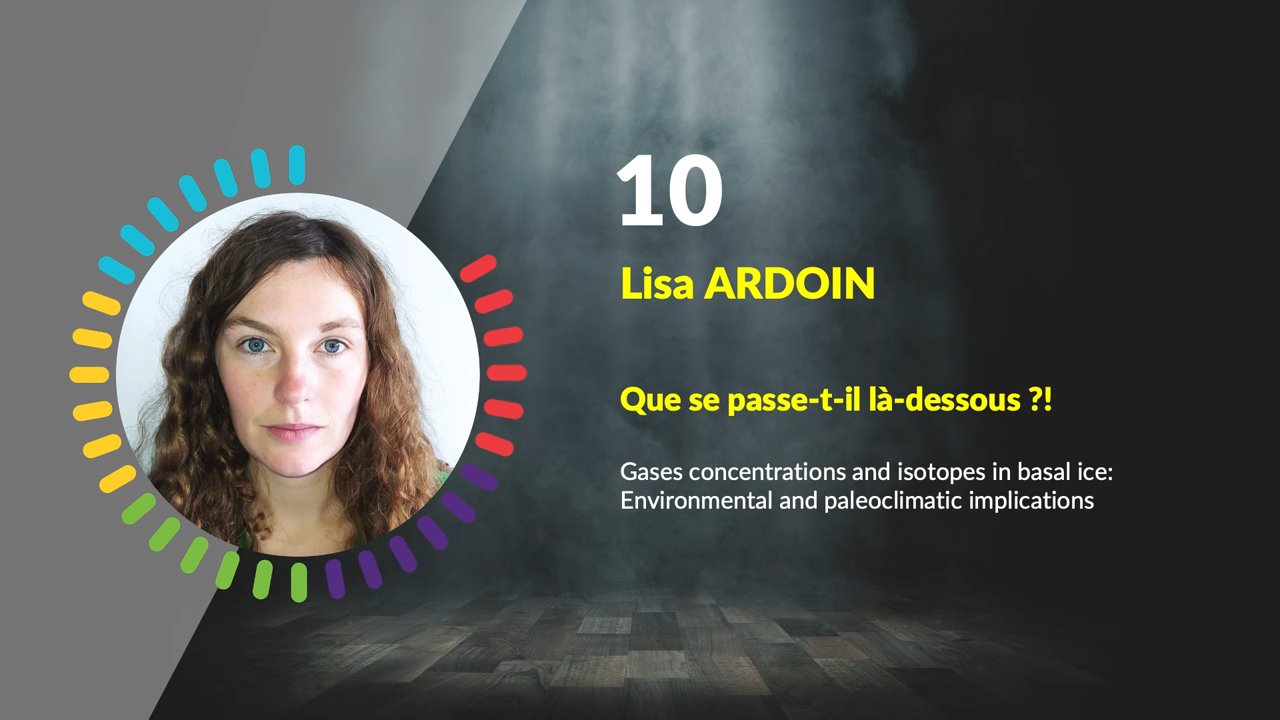 10
Lisa ARDOIN
Que se passe-t-il là-dessous ?!
Gases concentrations and isotopes in basal ice:
Environmental and paleoclimatic implications